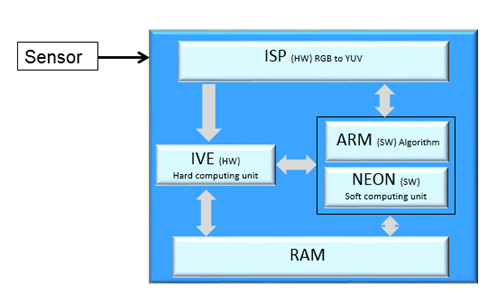 Sensor
ISP (HW) RGB to YUV
ARM (SW) Algorithm
IVE (HW)
Hard computing unit
NEON (SW)
Soft computing unit
RAM